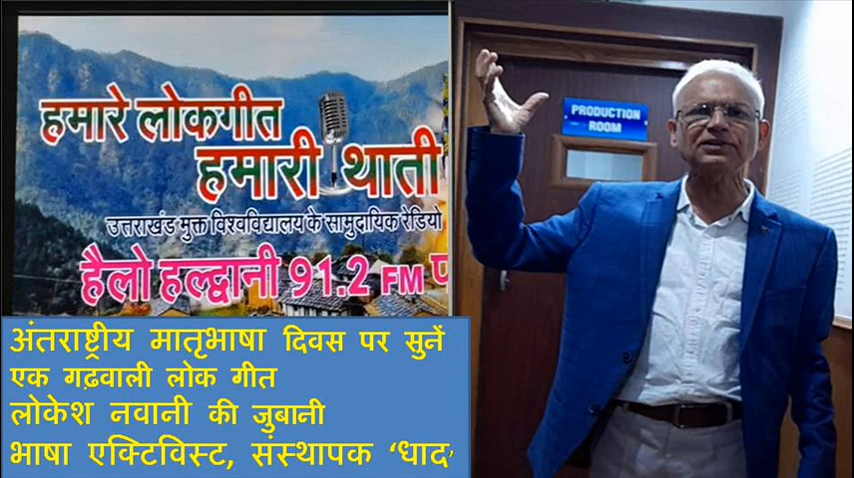 हमारे लोकगीत
हमारी थाती
उत्तराखंड मुक्त विश्वविद्यालय के सामुदायिक रेडियो
हैलो हल्द्वानी 91.2 FM प
PRODUCTION
ROOM
अंतराष्ट्रीय मातृभाषा दिवस पर सुनें
एक गढ़वाली लोक गीत
लोकेश नवानी की जुबानी
भाषा एक्टिविस्ट, संस्थापक ‘धाद’